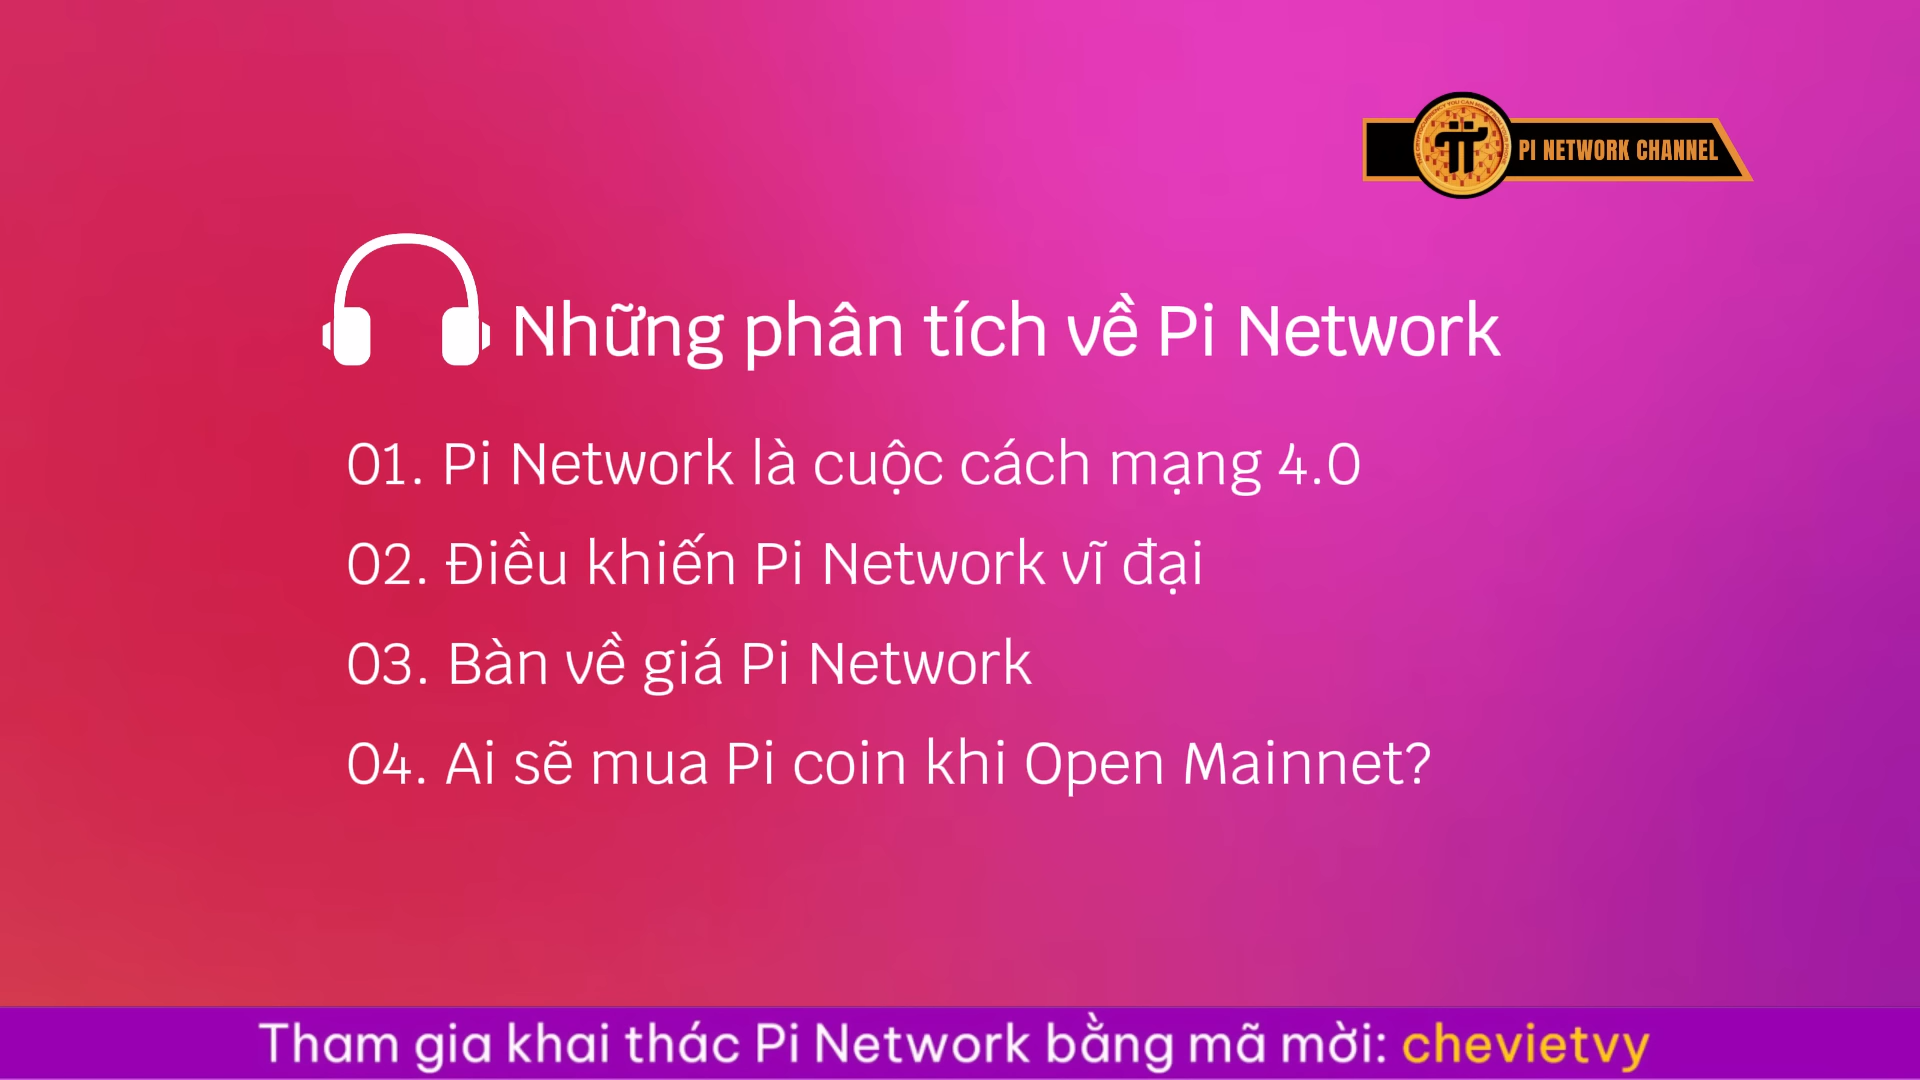 PI NETWORK CHANNEL
Những phân tích về Pi Network
01. Pi Network là cuộc cách mạng 4.0
02. Điều khiến Pi Network vĩ đại
03. Bàn về giá Pi Network
04. Ai sẽ mua Pi coin khi Open Mainnet?
Tham gia khai thác Pi Network bằng mã mời: chevietvy